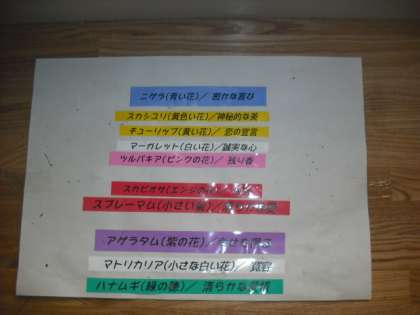 ニゲラ(青い花)／密かな喜び
スカシユリ(黄色い花)／神秘的な美
チューリップ(黄い花)／恋の宣言
マーガレット(白い花)／誠実な心
ツルバキア(ピンクの花)／残り香
スカビオサ(エンジの花)／
スプレーマム(小さい菊)／
アゲラタム(紫の花)／
マトリカリア(小さな白い花)／寛容
ハナムギ(緑の穂)／清らかな